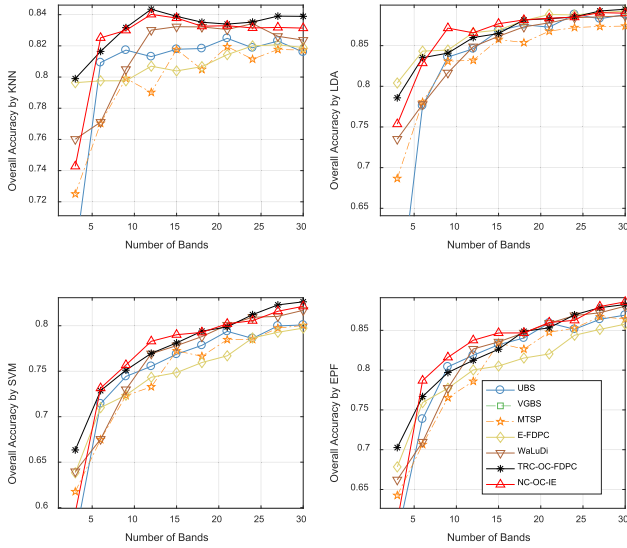 0.84
0.82
0.8
0.78
0.76
0.74
0.72
Overall Accuracy by KNN
5 10 15 20 25 30
Number of Bands
0.85
0.8
0.75
0.7
0.65
Overall Accuracy by LDA
5 10 15 20 25 30
Number of Bands
0.8
0.75
0.7
0.65
0.6
Overall Accuracy by SVM
5 10 15 20 25 30
Number of Bands
0.85
0.8
0.75
0.7
0.65
Overall Accuracy by EPF
5 10 15 20 25 30
Number of Bands
UBS
VGBS
MTSP
E-FDPC
WaLuDi
TRC-OC-FDPC
NC-OC-IE